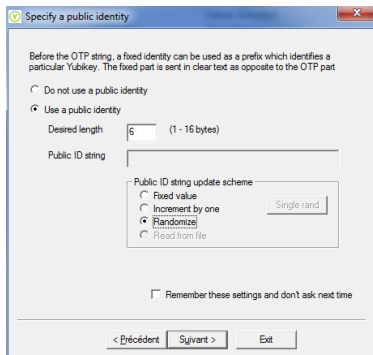 Specify a public identity
Before the OTP string, a fixed identity can be used as a prefix which identifies a
particular Yubikey. The fixed part is sent in clear text as opposite to the OTP part
Do not use a public identity
Use a public identity
Desired length 6 (1 - 16 bytes)
Public ID string
Public ID string update scheme
Fixed value
Increment by one Single rand
Randomize
Read from file
Remember these settings and don't ask next time
< Précédent Suivant > Exit